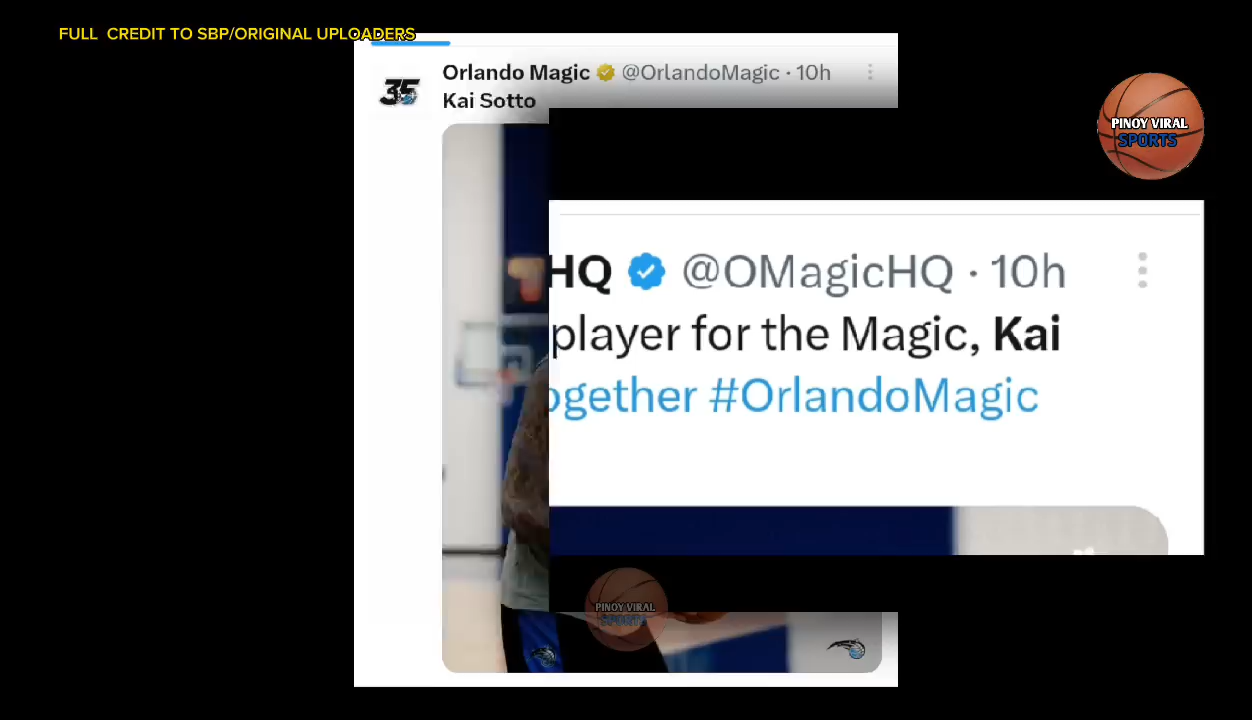 FULL CREDIT TO SBP/ORIGINAL UPLOADERS
Orlando Magic @OrlandoMagic · 10h
35
Kai Sotto
PINOY VIRAL
SPORTS
HQ @OMagicHQ · 10h
player for the Magic, Kai
ogether #OrlandoMagic
PINOY VIRAL
SPORTS